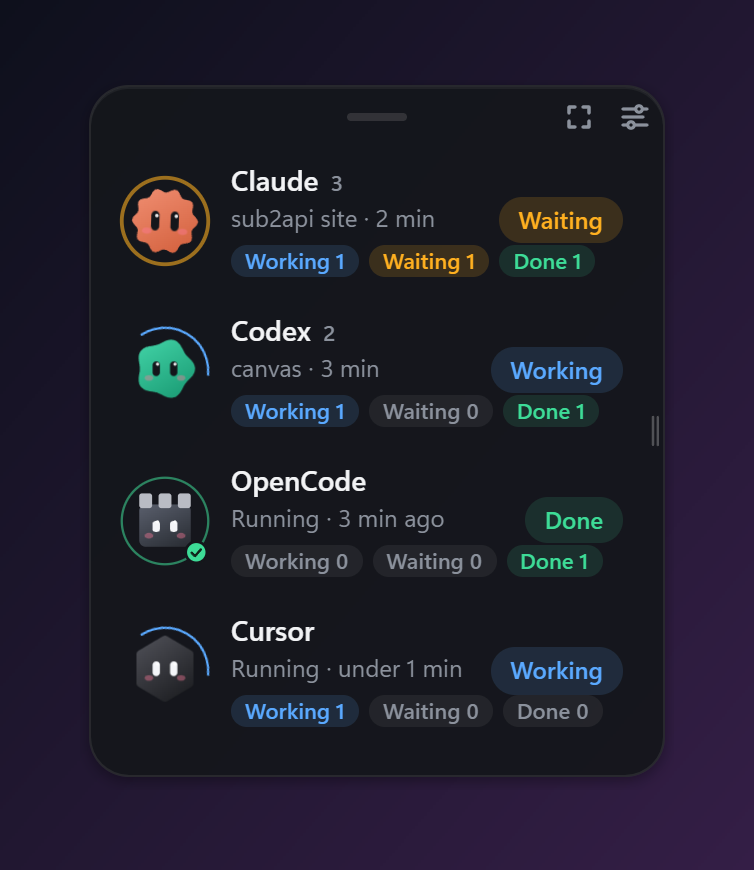 Claude 3
sub2api site · 2 min
Waiting
Working 1 Waiting 1 Done 1
Codex 2
canvas · 3 min
Working
Working 1 Waiting 0 Done 1
OpenCode
Running · 3 min ago
Done
Working 0 Waiting 0 Done 1
Cursor
Running · under 1 min
Working
Working 1 Waiting 0 Done 0